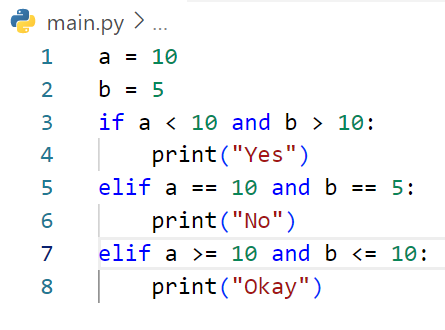 main.py > ...
1 a = 10
2 b = 5
3 if a < 10 and b > 10:
4     print("Yes")
5 elif a == 10 and b == 5:
6     print("No")
7 elif a >= 10 and b <= 10:
8     print("Okay")